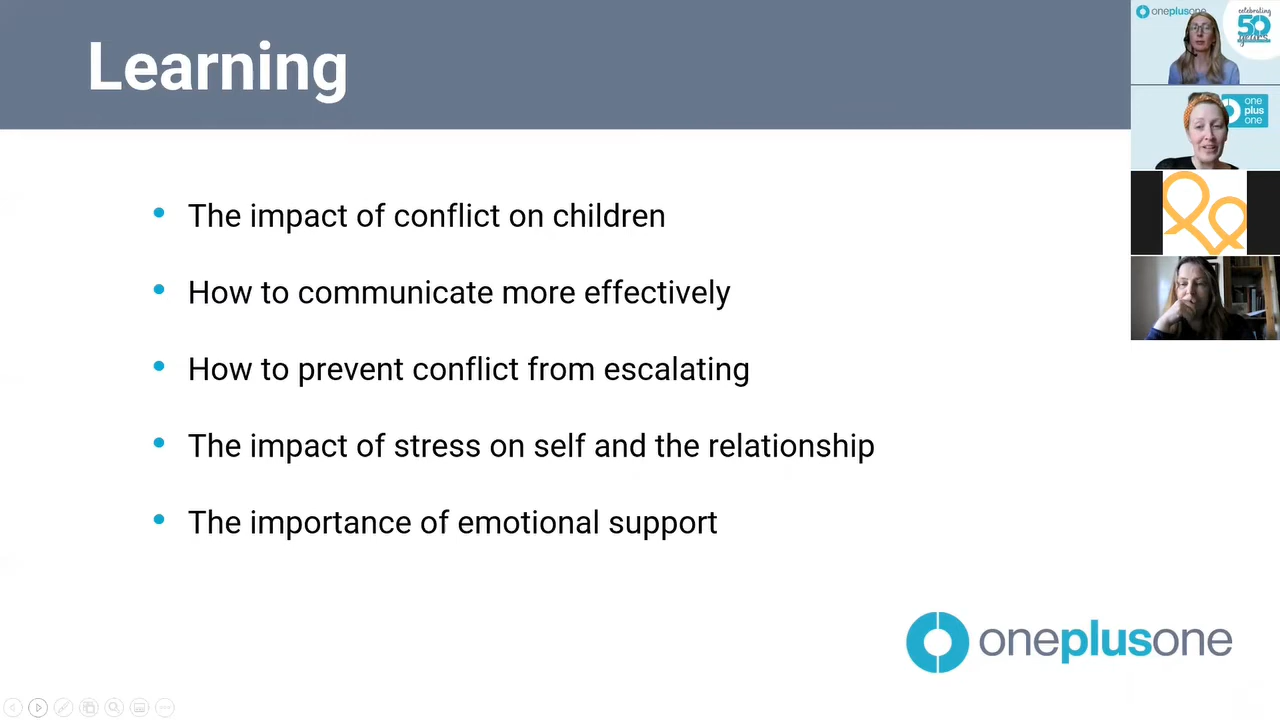 Learning
The impact of conflict on children
How to communicate more effectively
How to prevent conflict from escalating
The impact of stress on self and the relationship
The importance of emotional support
oneplusone
oneplusone
celebrating
50
years
one
plus
one